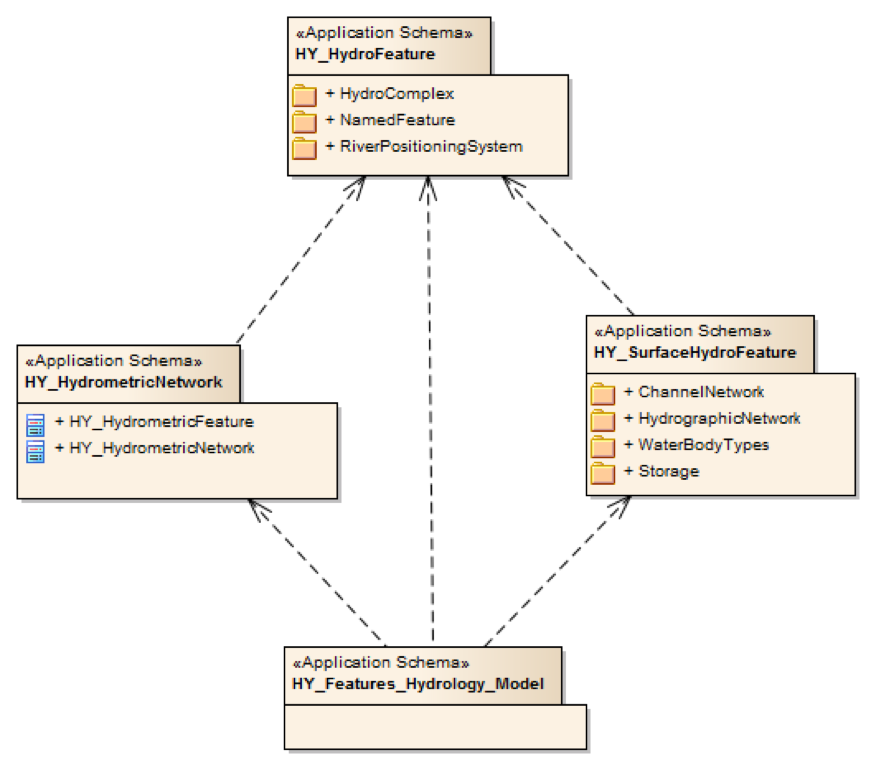 «Application Schema»
HY_HydroFeature
+ HydroComplex
+ NamedFeature
+ RiverPositioningSystem
«Application Schema»
HY_HydrometricNetwork
+ HY_HydrometricFeature
+ HY_HydrometricNetwork
«Application Schema»
HY_SurfaceHydroFeature
+ ChannelNetwork
+ HydrographicNetwork
+ WaterBodyTypes
+ Storage
«Application Schema»
HY_Features_Hydrology_Model